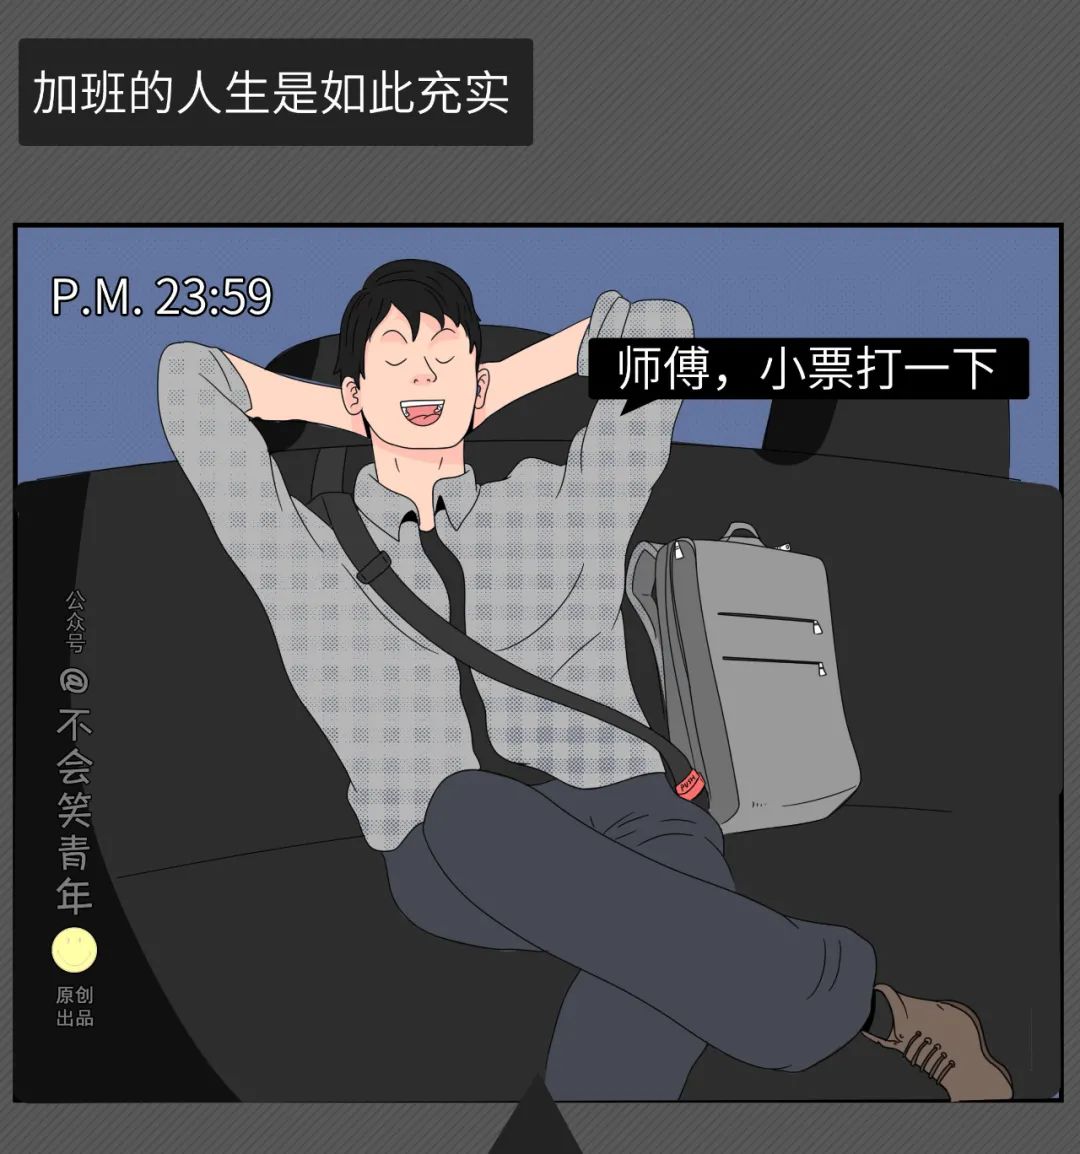 加班的人生是如此充实
P.M. 23:59
师傅，小票打一下
PUSH
公众号
@不会笑青年
原创
出品